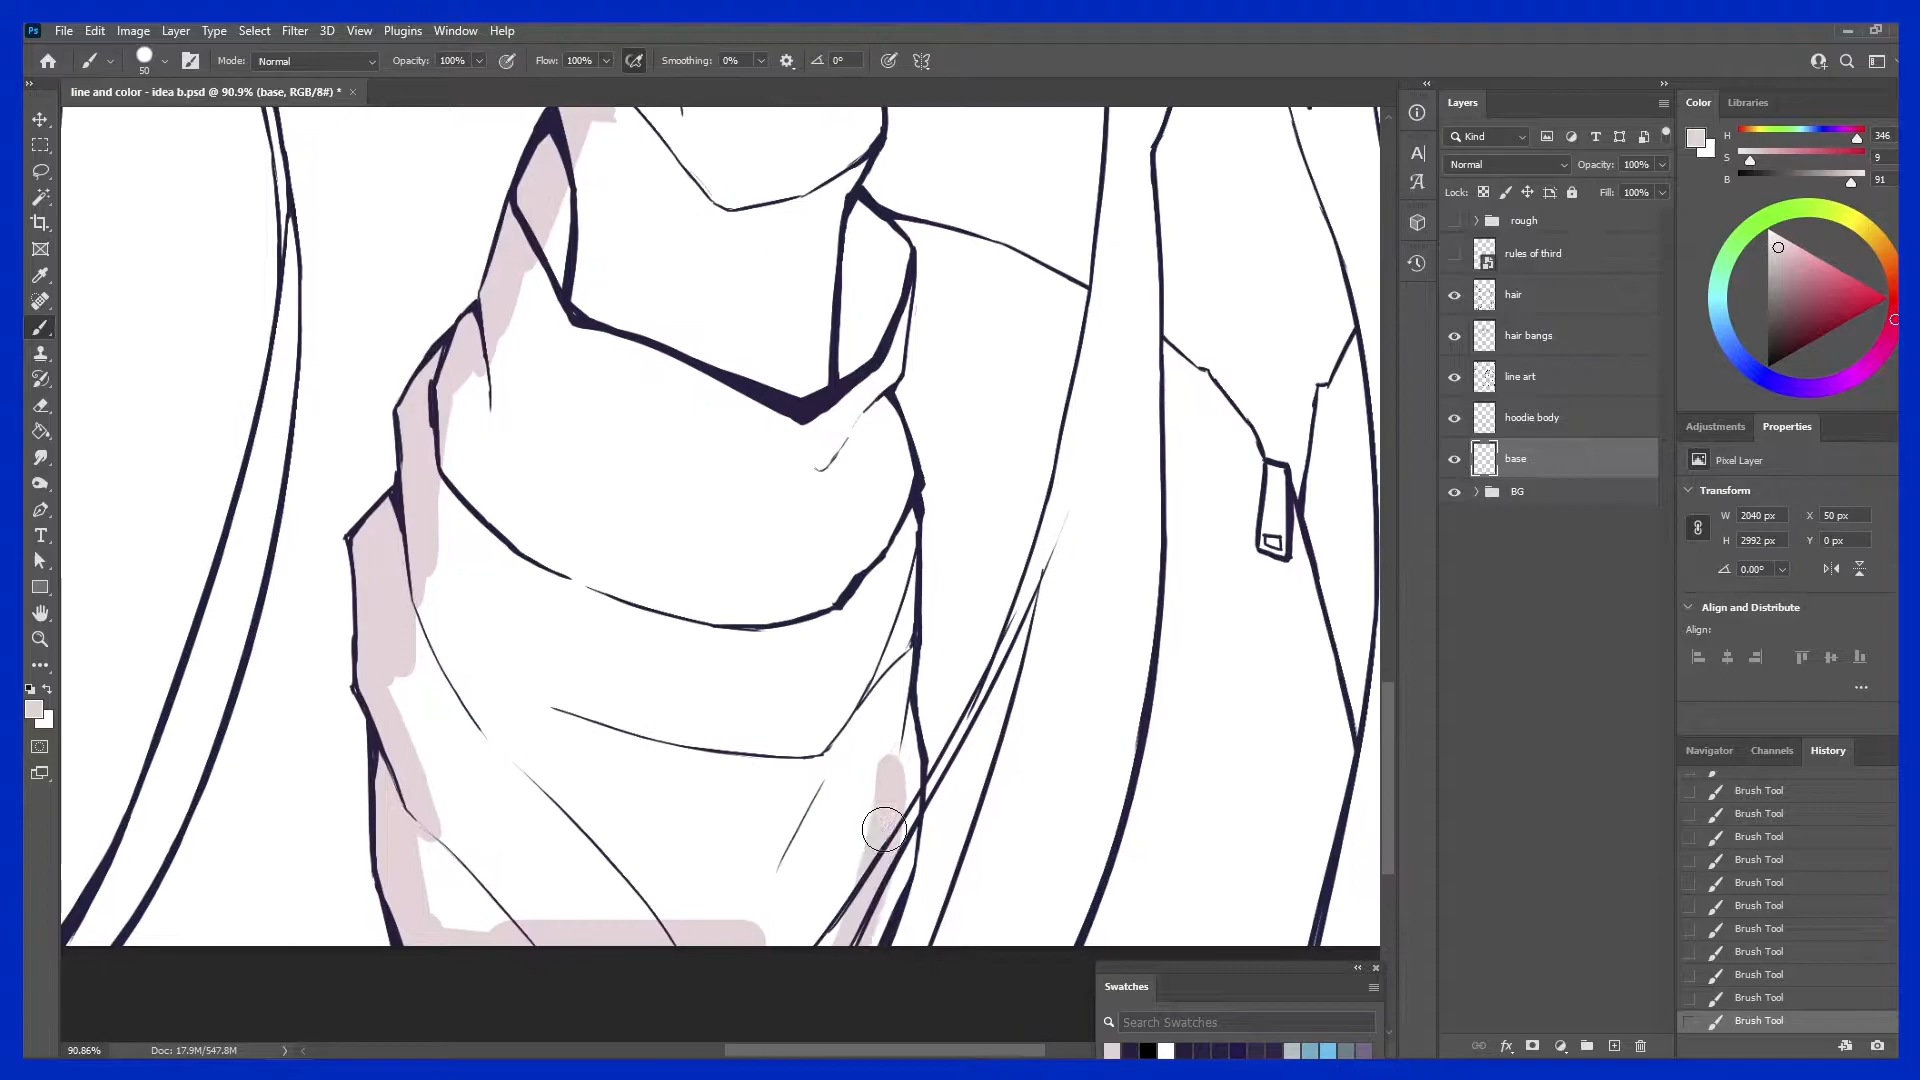 Ps File Edit Image Layer Type Select Filter 3D View Plugins Window Help
50 Mode: Normal Opacity: 100% Flow: 100% Smoothing: 0% 0°
line and color - idea b.psd @ 90.9% (base, RGB/8#) *
Layers
Kind
Normal Opacity: 100%
Lock: Fill: 100%
rough
rules of third
hair
hair bangs
line art
hoodie body
base
BG
Color Libraries
H 346
S 9
B 91
Adjustments Properties
Pixel Layer
Transform
W 2040 px X 50 px
H 2992 px Y 0 px
0.00°
Align and Distribute
Align:
Navigator Channels History
Brush Tool
Brush Tool
Brush Tool
Brush Tool
Brush Tool
Brush Tool
Brush Tool
Brush Tool
Brush Tool
Brush Tool
Brush Tool
Swatches
Search Swatches
90.86% Doc: 17.9M/547.8M